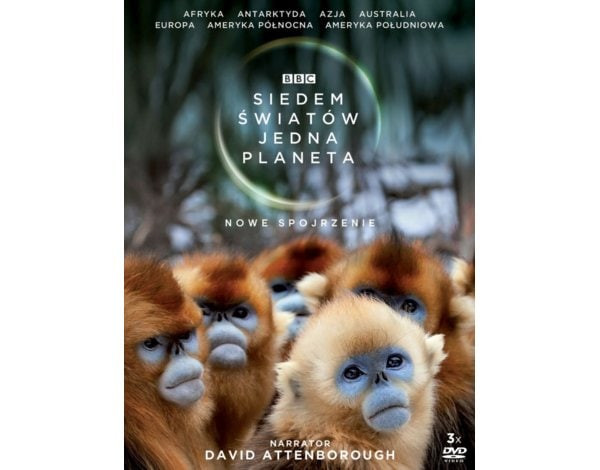 AFRYKA ANTARKTYDA AZJA AUSTRALIA
EUROPA AMERYKA PÓŁNOCNA AMERYKA POŁUDNIOWA
BBC
SIEDEM
ŚWIATÓW
JEDNA
PLANETA
NOWE SPOJRZENIE
NARRATOR
DAVID ATTENBOROUGH
3x
DVD
VIDEO